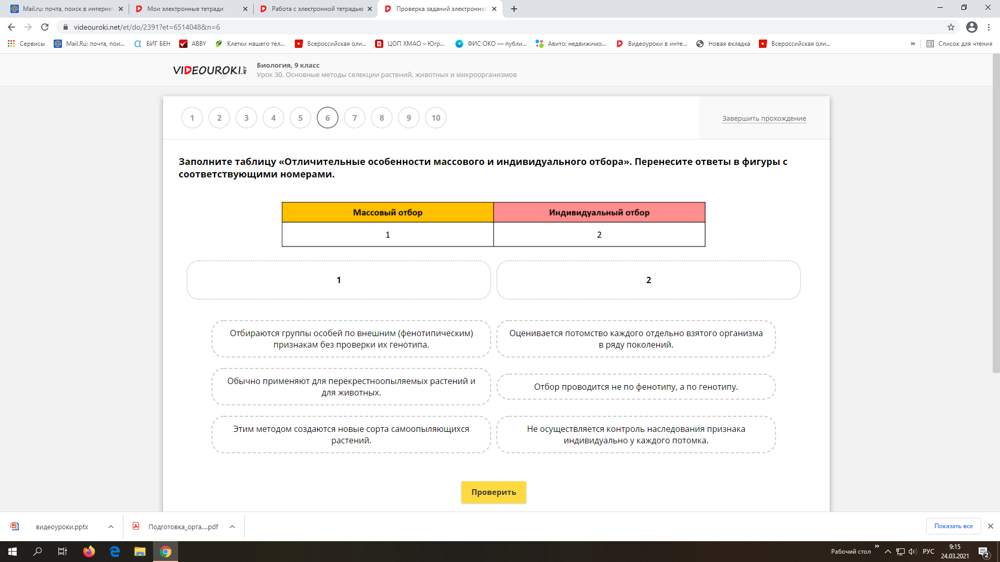 Mail.ru: почта, поиск в интернет
Мои электронные тетради
Работа с электронной тетрадью
Проверка заданий электронной
videouroki.net/et/do/2391?et=6514048&n=6
Сервисы
Mail.Ru: почта, пои...
БИГ БЕН
ABBY
Клетки нашего тел...
Всероссийская оли...
ЦОП ХМАО – Югр...
ФИС ОКО — публи...
Авито: недвижимо...
Видеоуроки в инте...
Новая вкладка
Всероссийская оли...
»
Список для чтения
VIDEOUROKI.NET
Биология, 9 класс
Урок 30. Основные методы селекции растений, животных и микроорганизмов
1 2 3 4 5 6 7 8 9 10
Завершить прохождение
Заполните таблицу «Отличительные особенности массового и индивидуального отбора». Перенесите ответы в фигуры с
соответствующими номерами.
Массовый отбор
Индивидуальный отбор
1
2
1
2
Отбираются группы особей по внешним (фенотипическим)
признакам без проверки их генотипа.
Оценивается потомство каждого отдельно взятого организма
в ряду поколений.
Обычно применяют для перекрестноопыляемых растений и
для животных.
Отбор проводится не по фенотипу, а по генотипу.
Этим методом создаются новые сорта самоопыляющихся
растений.
Не осуществляется контроль наследования признака
индивидуально у каждого потомка.
Проверить
видеоуроки.pptx
Подготовка_орга....pdf
Показать все
Рабочий стол
»
РУС
9:15
24.03.2021
2